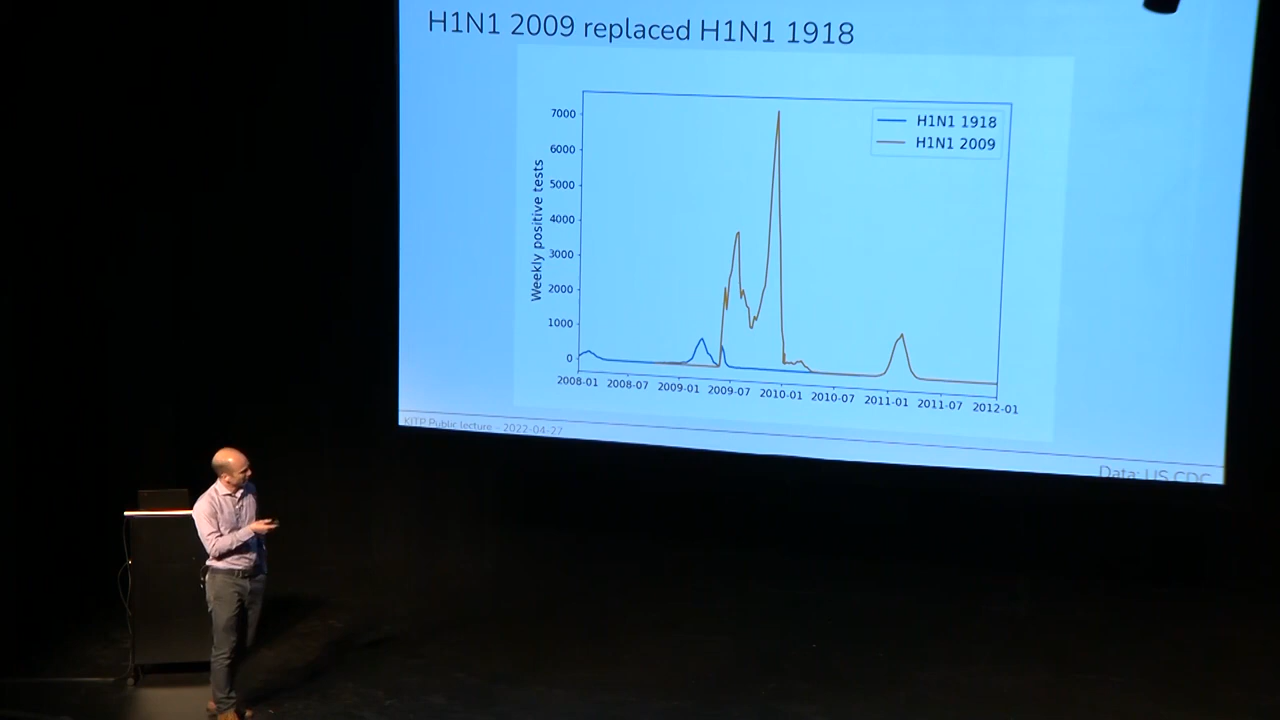 H1N1 2009 replaced H1N1 1918
H1N1 1918
H1N1 2009
Weekly positive tests
7000
6000
5000
4000
3000
2000
1000
0
2008-01 2008-07 2009-01 2009-07 2010-01 2010-07 2011-01 2011-07 2012-01
KITP Public lecture - 2022-04-27
Data: US CDC